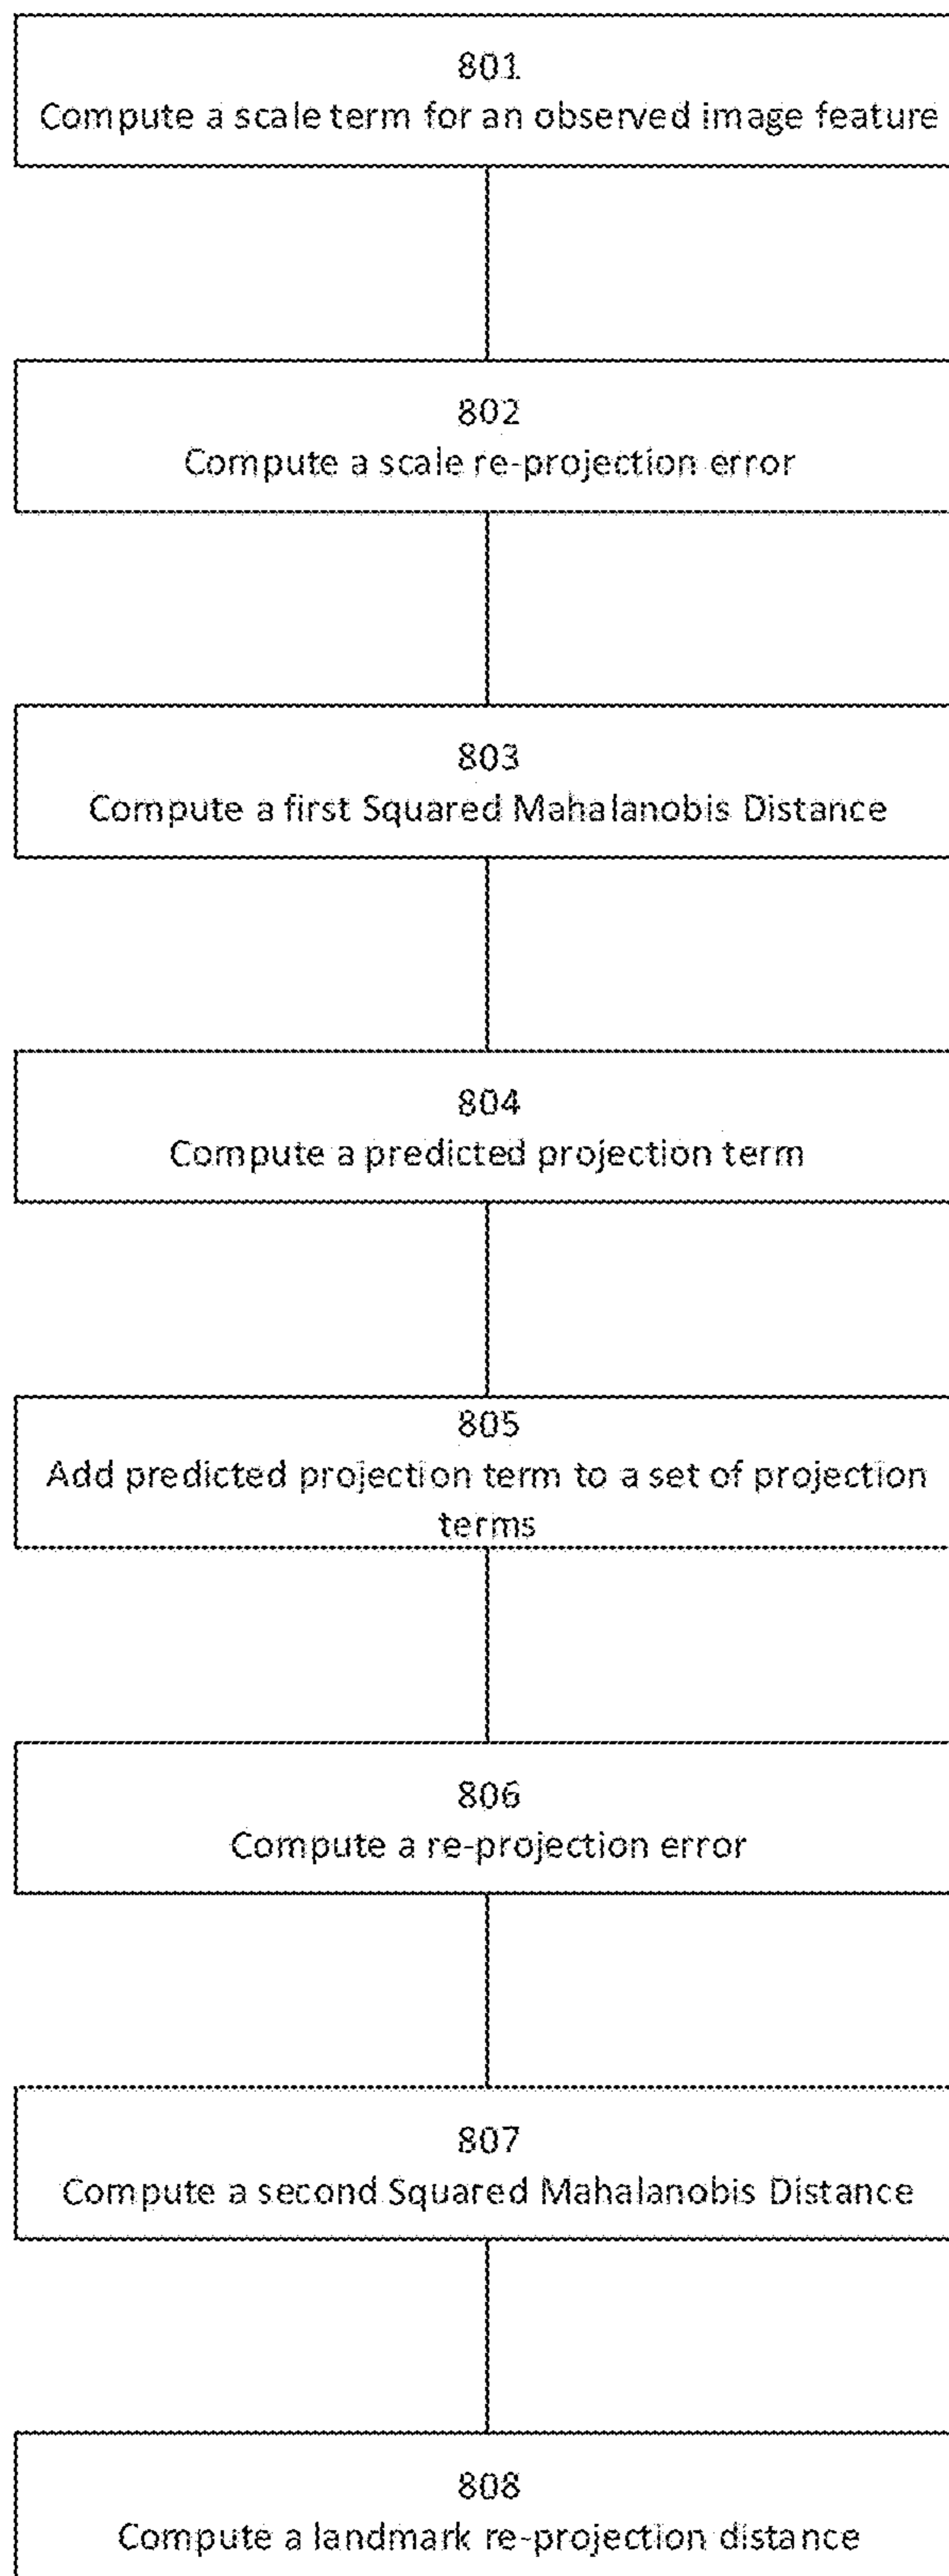 801
Compute a scale term for an observed image feature
802
Compute a scale re-projection error
803
Compute a first Squared Mahalanobis Distance
804
Compute a predicted projection term
805
Add predicted projection term to a set of projection
terms
806
Compute a re-projection error
807
Compute a second Squared Mahalanobis Distance
808
Compute a landmark re-projection distance